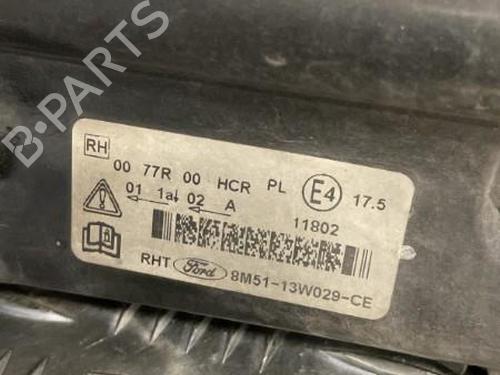 B-PARTS
RH
00 77R 00 HCR PL E4 17.5
01 1a 02 A
11802
RHT Ford 8M51-13W029-CE